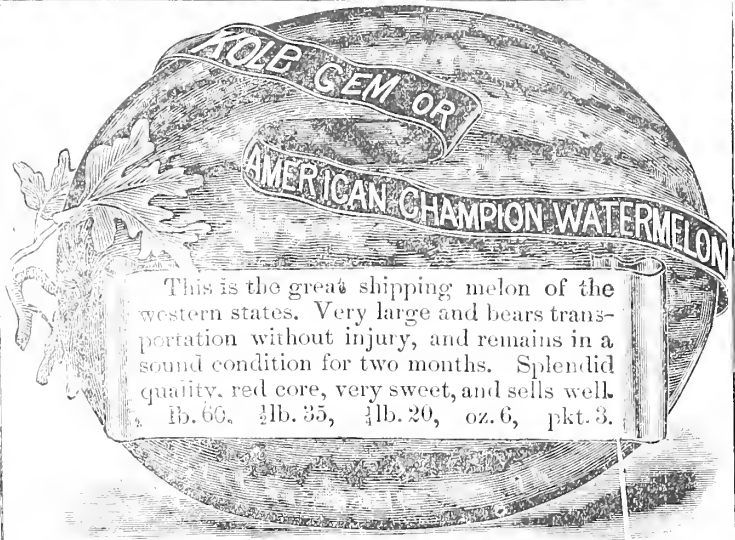 KOLB GEM OR
AMERICAN CHAMPION WATERMELON
This is the great shipping melon of the
western states. Very large and bears trans-
portation without injury, and remains in a
sound condition for two months. Splendid
quality, red core, very sweet, and sells well.
lb. 60, ½lb. 35, ¼lb. 20, oz. 6, pkt. 3.